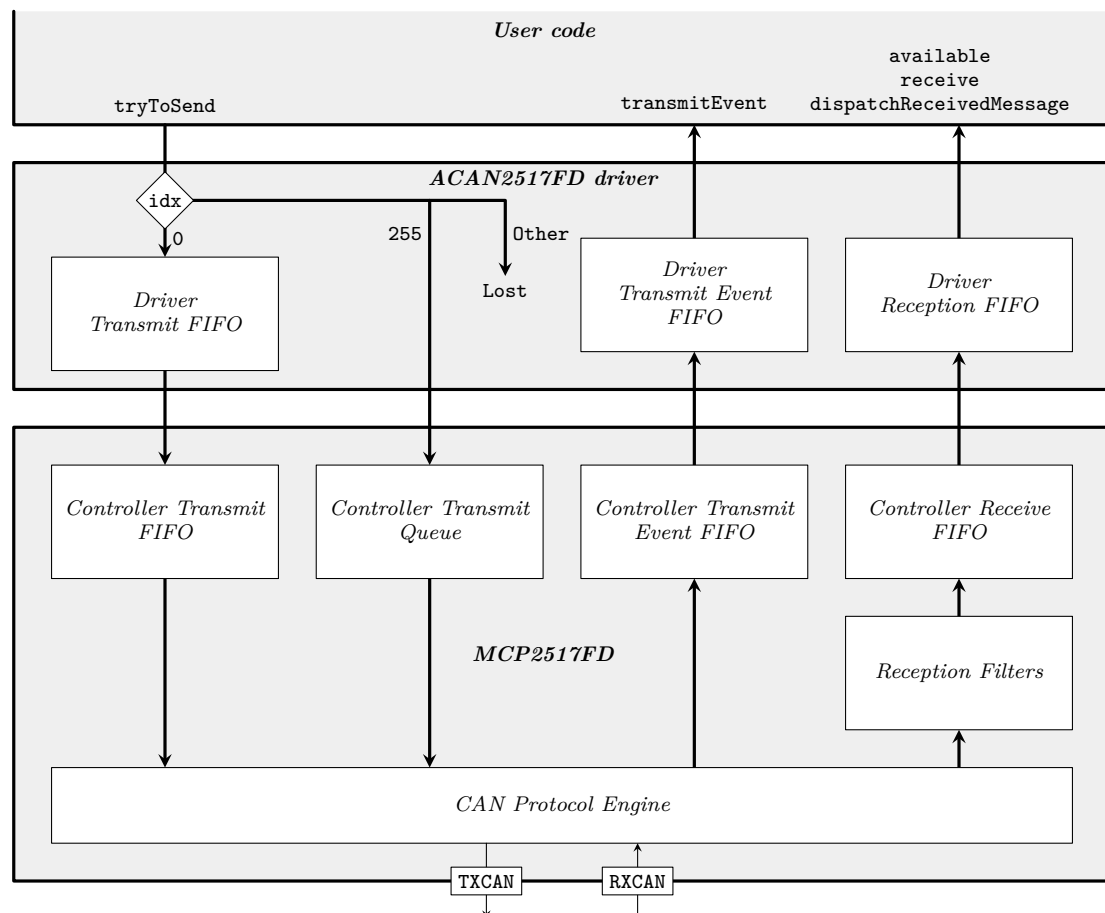 User code
tryToSend
transmitEvent
available
receive
dispatchReceivedMessage
ACAN2517FD driver
idx
0
255
Other
Lost
Driver
Transmit FIFO
Driver
Transmit Event
FIFO
Driver
Reception FIFO
Controller Transmit
FIFO
Controller Transmit
Queue
Controller Transmit
Event FIFO
Controller Receive
FIFO
MCP2517FD
Reception Filters
CAN Protocol Engine
TXCAN
RXCAN